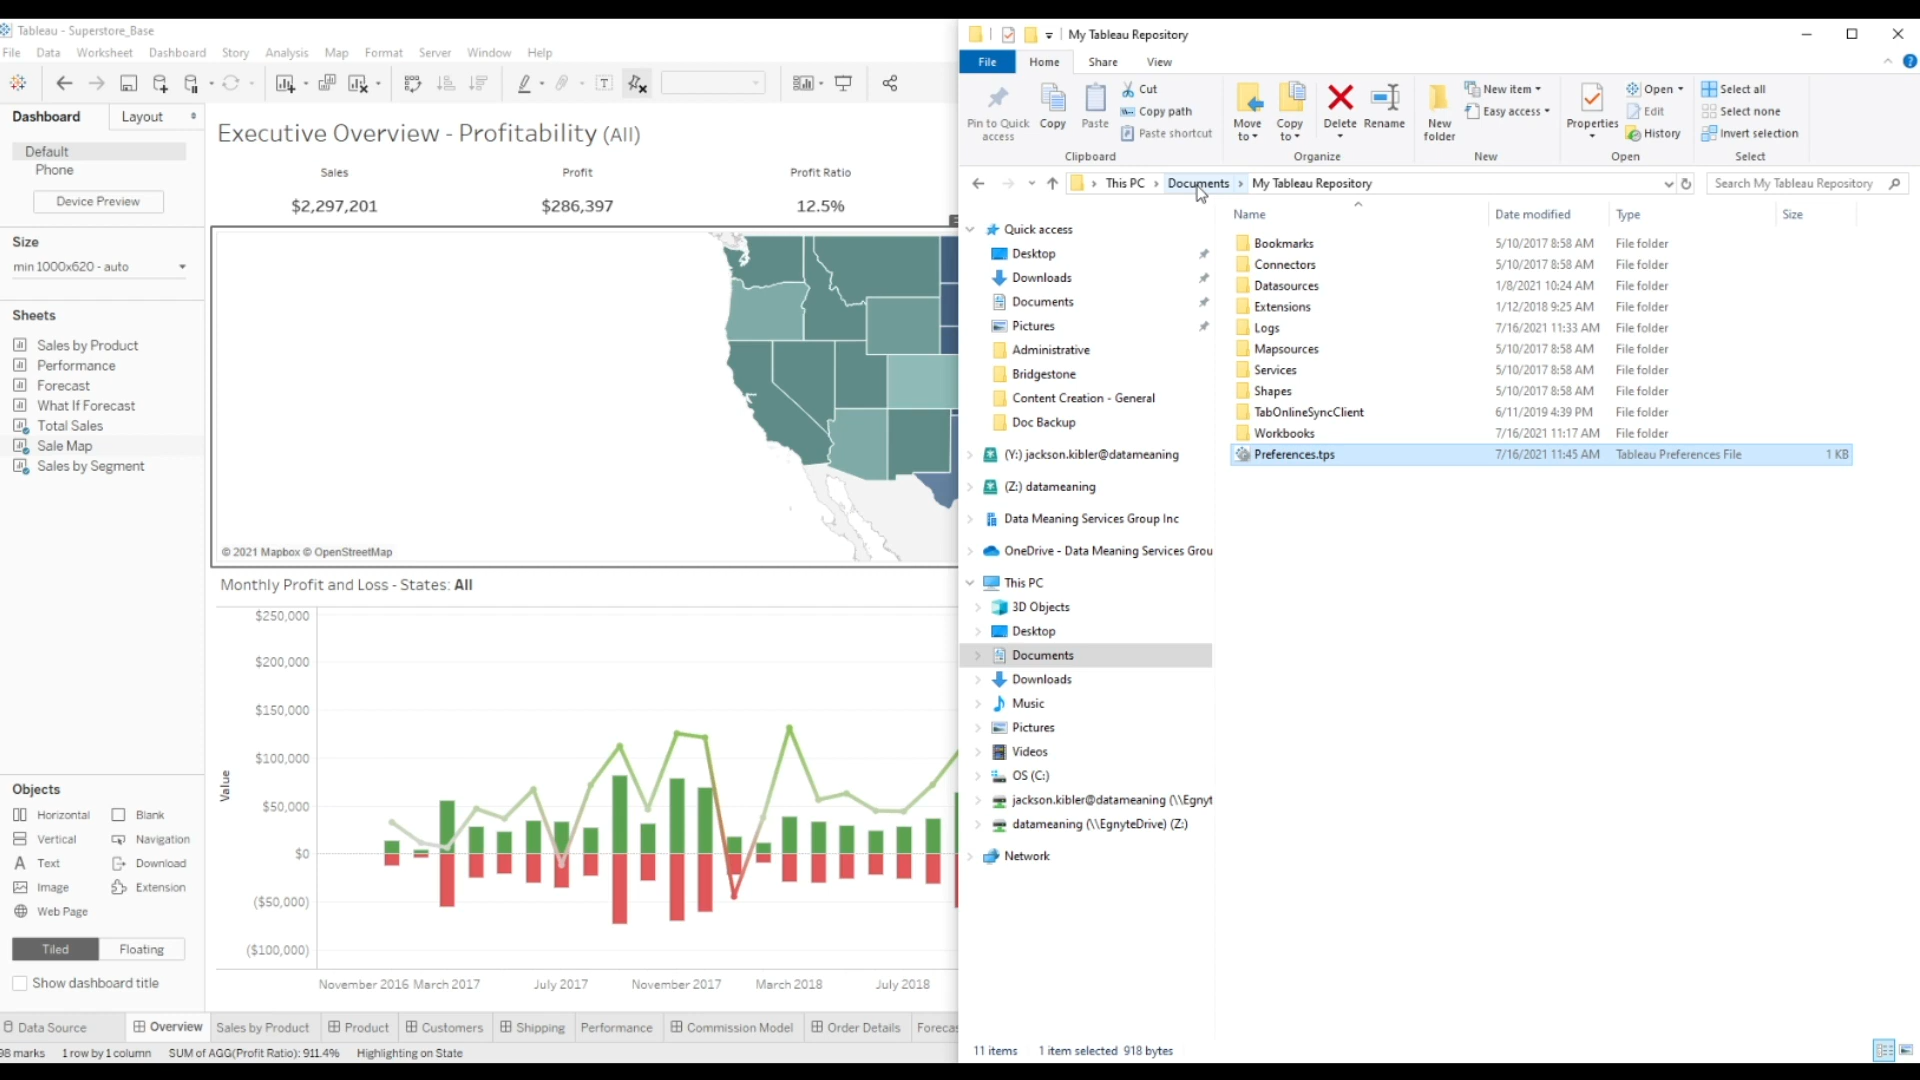 Tableau - Superstore_Base
File Data Worksheet Dashboard Story Analysis Map Format Server Window Help
Dashboard
Layout
Default
Phone
Device Preview
Size
min 1000x620 - auto
Sheets
Sales by Product
Performance
Forecast
What If Forecast
Total Sales
Sale Map
Sales by Segment
Objects
Horizontal Blank
Vertical Navigation
A Text Download
Image Extension
Web Page
Tiled Floating
Show dashboard title
Executive Overview - Profitability (All)
Sales Profit Profit Ratio
$2,297,201 $286,397 12.5%
© 2021 Mapbox © OpenStreetMap
Monthly Profit and Loss - States: All
$250,000
$200,000
$150,000
$100,000
$50,000
$0
($50,000)
($100,000)
Value
November 2016 March 2017 July 2017 November 2017 March 2018 July 2018
Data Source Overview Sales by Product Product Customers Shipping Performance Commission Model Order Details Forecas
98 marks 1 row by 1 column SUM of AGG(Profit Ratio): 911.4% Highlighting on State
My Tableau Repository
File Home Share View
Pin to Quick access
Copy
Paste
Cut
Copy path
Paste shortcut
Clipboard
Move to
Copy to
Delete
Rename
Organize
New folder
New item
Easy access
New
Properties
Open
Edit
History
Open
Select all
Select none
Invert selection
Select
This PC Documents My Tableau Repository
Search My Tableau Repository
Quick access
Desktop
Downloads
Documents
Pictures
Administrative
Bridgestone
Content Creation - General
Doc Backup
(Y:) jackson.kibler@datameaning
(Z:) datameaning
Data Meaning Services Group Inc
OneDrive - Data Meaning Services Grou
This PC
3D Objects
Desktop
Documents
Downloads
Music
Pictures
Videos
OS (C:)
jackson.kibler@datameaning (\\Egnyt
datameaning (\\EgnyteDrive) (Z:)
Network
Name Date modified Type Size
Bookmarks 5/10/2017 8:58 AM File folder
Connectors 5/10/2017 8:58 AM File folder
Datasources 1/8/2021 10:24 AM File folder
Extensions 1/12/2018 9:25 AM File folder
Logs 7/16/2021 11:33 AM File folder
Mapsources 5/10/2017 8:58 AM File folder
Services 5/10/2017 8:58 AM File folder
Shapes 5/10/2017 8:58 AM File folder
TabOnlineSyncClient 6/11/2019 4:39 PM File folder
Workbooks 7/16/2021 11:17 AM File folder
Preferences.tps 7/16/2021 11:45 AM Tableau Preferences File 1 KB
11 items 1 item selected 918 bytes